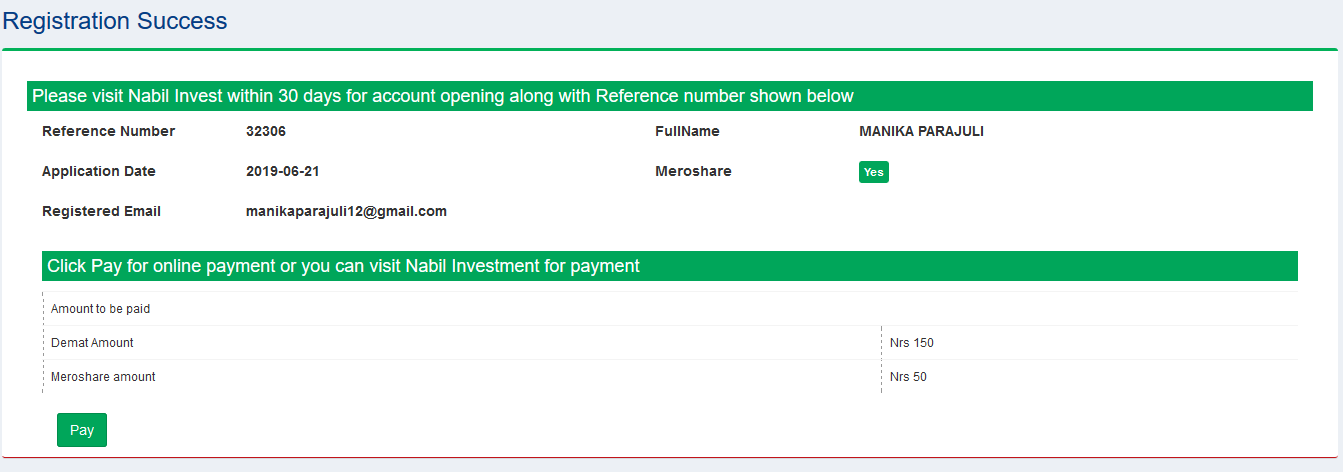 Registration Success
Please visit Nabil Invest within 30 days for account opening along with Reference number shown below
Reference Number 32306 FullName MANIKA PARAJULI
Application Date 2019-06-21 Meroshare Yes
Registered Email manikaparajuli12@gmail.com
Click Pay for online payment or you can visit Nabil Investment for payment
Amount to be paid
Demat Amount Nrs 150
Meroshare amount Nrs 50
Pay